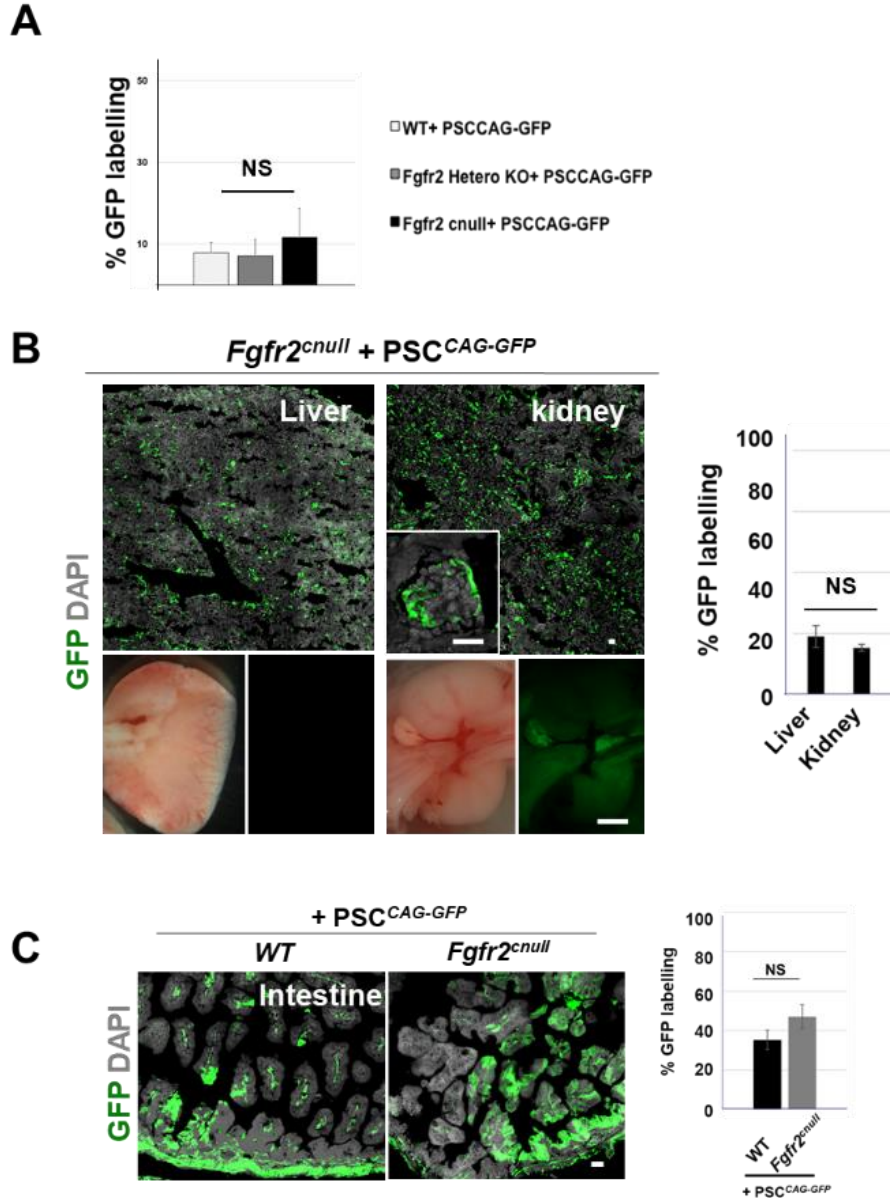 A
% GFP labelling
50
30
10
NS
WT+ PSCCAG-GFP
Fgfr2 Hetero KO+ PSCCAG-GFP
Fgfr2 cnull+ PSCCAG-GFP
B
Fgfr2cnull + PSCCAG-GFP
GFP DAPI
Liver
kidney
% GFP labelling
100
80
60
40
20
0
NS
Liver
Kidney
C
+ PSCCAG-GFP
WT
Fgfr2cnull
GFP DAPI
Intestine
% GFP labelling
100
80
60
40
20
0
NS
WT
Fgfr2cnull
+ PSCCAG-GFP